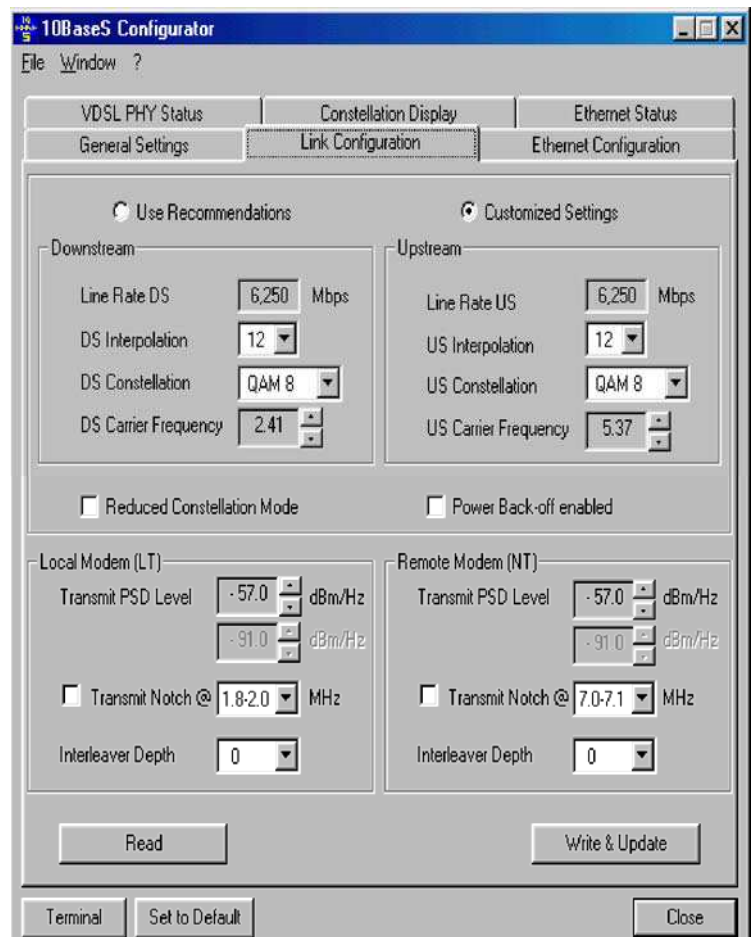 10BaseS Configurator
File Window ?
VDSL PHY Status Constellation Display Ethernet Status
General Settings Link Configuration Ethernet Configuration
Use Recommendations Customized Settings
Downstream
Line Rate DS 6,250 Mbps
DS Interpolation 12
DS Constellation QAM 8
DS Carrier Frequency 2.41
Upstream
Line Rate US 6,250 Mbps
US Interpolation 12
US Constellation QAM 8
US Carrier Frequency 5.37
Reduced Constellation Mode Power Back-off enabled
Local Modem (LT)
Transmit PSD Level - 57.0 dBm/Hz
- 91.0 dBm/Hz
Transmit Notch @ 1.8-2.0 MHz
Interleaver Depth 0
Remote Modem (NT)
Transmit PSD Level - 57.0 dBm/Hz
- 91.0 dBm/Hz
Transmit Notch @ 7.0-7.1 MHz
Interleaver Depth 0
Read Write & Update
Terminal Set to Default Close